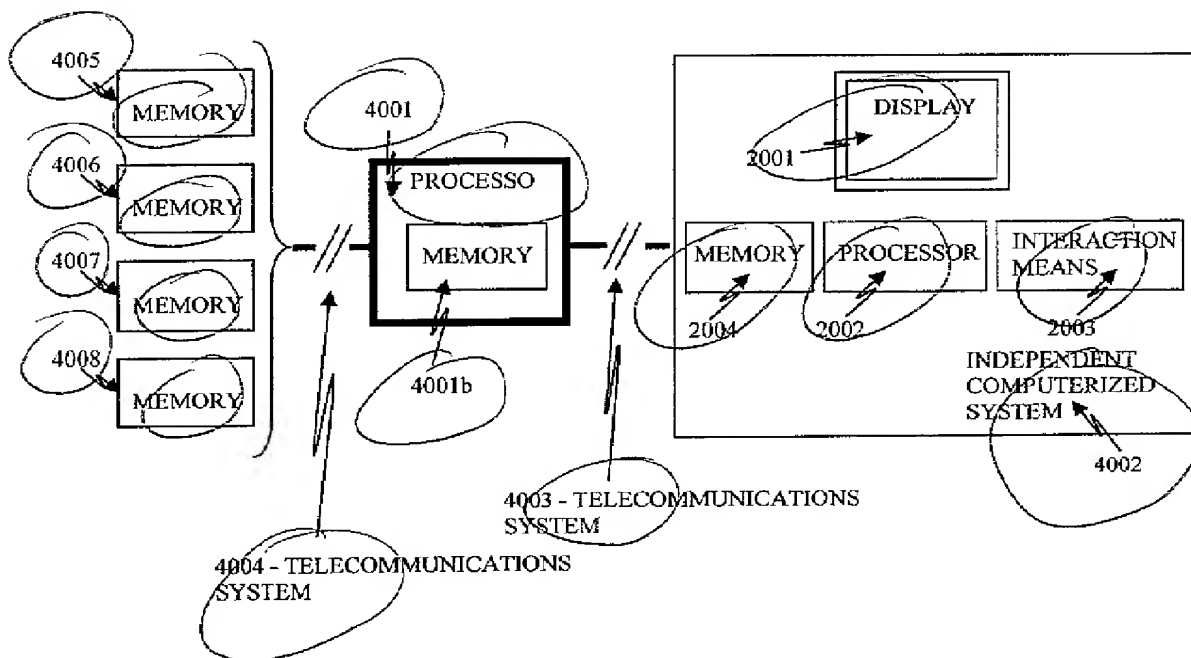 4005
MEMORY
4006
MEMORY
4007
MEMORY
4008
MEMORY
4001
PROCESSO
MEMORY
4001b
4004 - TELECOMMUNICATIONS
SYSTEM
4003 - TELECOMMUNICATIONS
SYSTEM
DISPLAY
2001
MEMORY
2004
PROCESSOR
2002
INTERACTION
MEANS
2003
INDEPENDENT
COMPUTERIZED
SYSTEM
4002